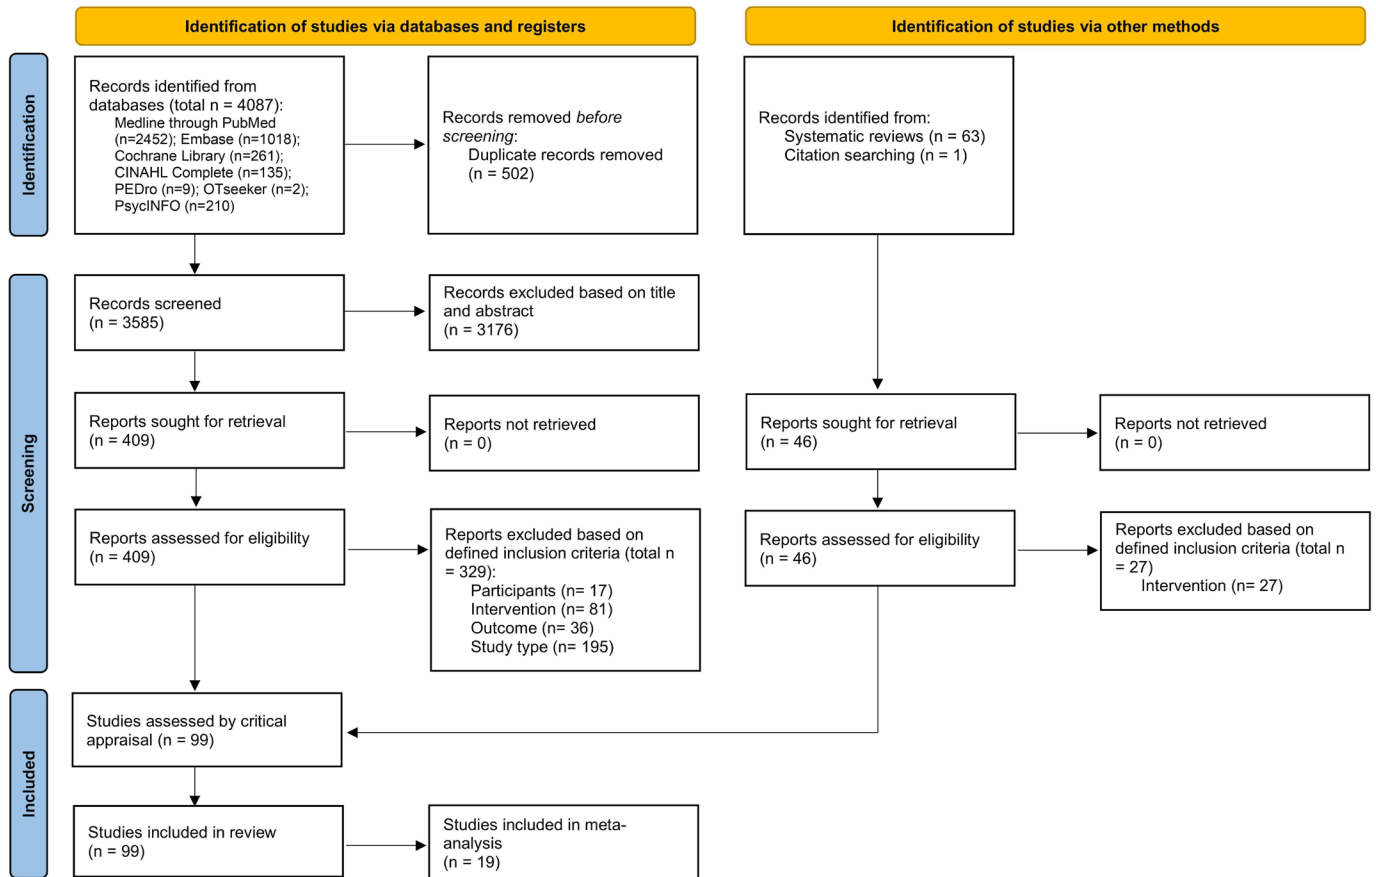 Identification of studies via databases and registers
Identification of studies via other methods
Identification
Records identified from
databases (total n = 4087):
Medline through PubMed
(n=2452); Embase (n=1018);
Cochrane Library (n=261);
CINAHL Complete (n=135);
PEDro (n=9); OTseeker (n=2);
PsycINFO (n=210)
Records removed before
screening:
Duplicate records removed
(n = 502)
Records identified from:
Systematic reviews (n = 63)
Citation searching (n = 1)
Screening
Records screened
(n = 3585)
Records excluded based on title
and abstract
(n = 3176)
Reports sought for retrieval
(n = 409)
Reports not retrieved
(n = 0)
Reports sought for retrieval
(n = 46)
Reports not retrieved
(n = 0)
Reports assessed for eligibility
(n = 409)
Reports excluded based on
defined inclusion criteria (total n
= 329):
Participants (n= 17)
Intervention (n= 81)
Outcome (n= 36)
Study type (n= 195)
Reports assessed for eligibility
(n = 46)
Reports excluded based on
defined inclusion criteria (total n
= 27)
Intervention (n= 27)
Included
Studies assessed by critical
appraisal (n = 99)
Studies included in review
(n = 99)
Studies included in meta-
analysis
(n = 19)